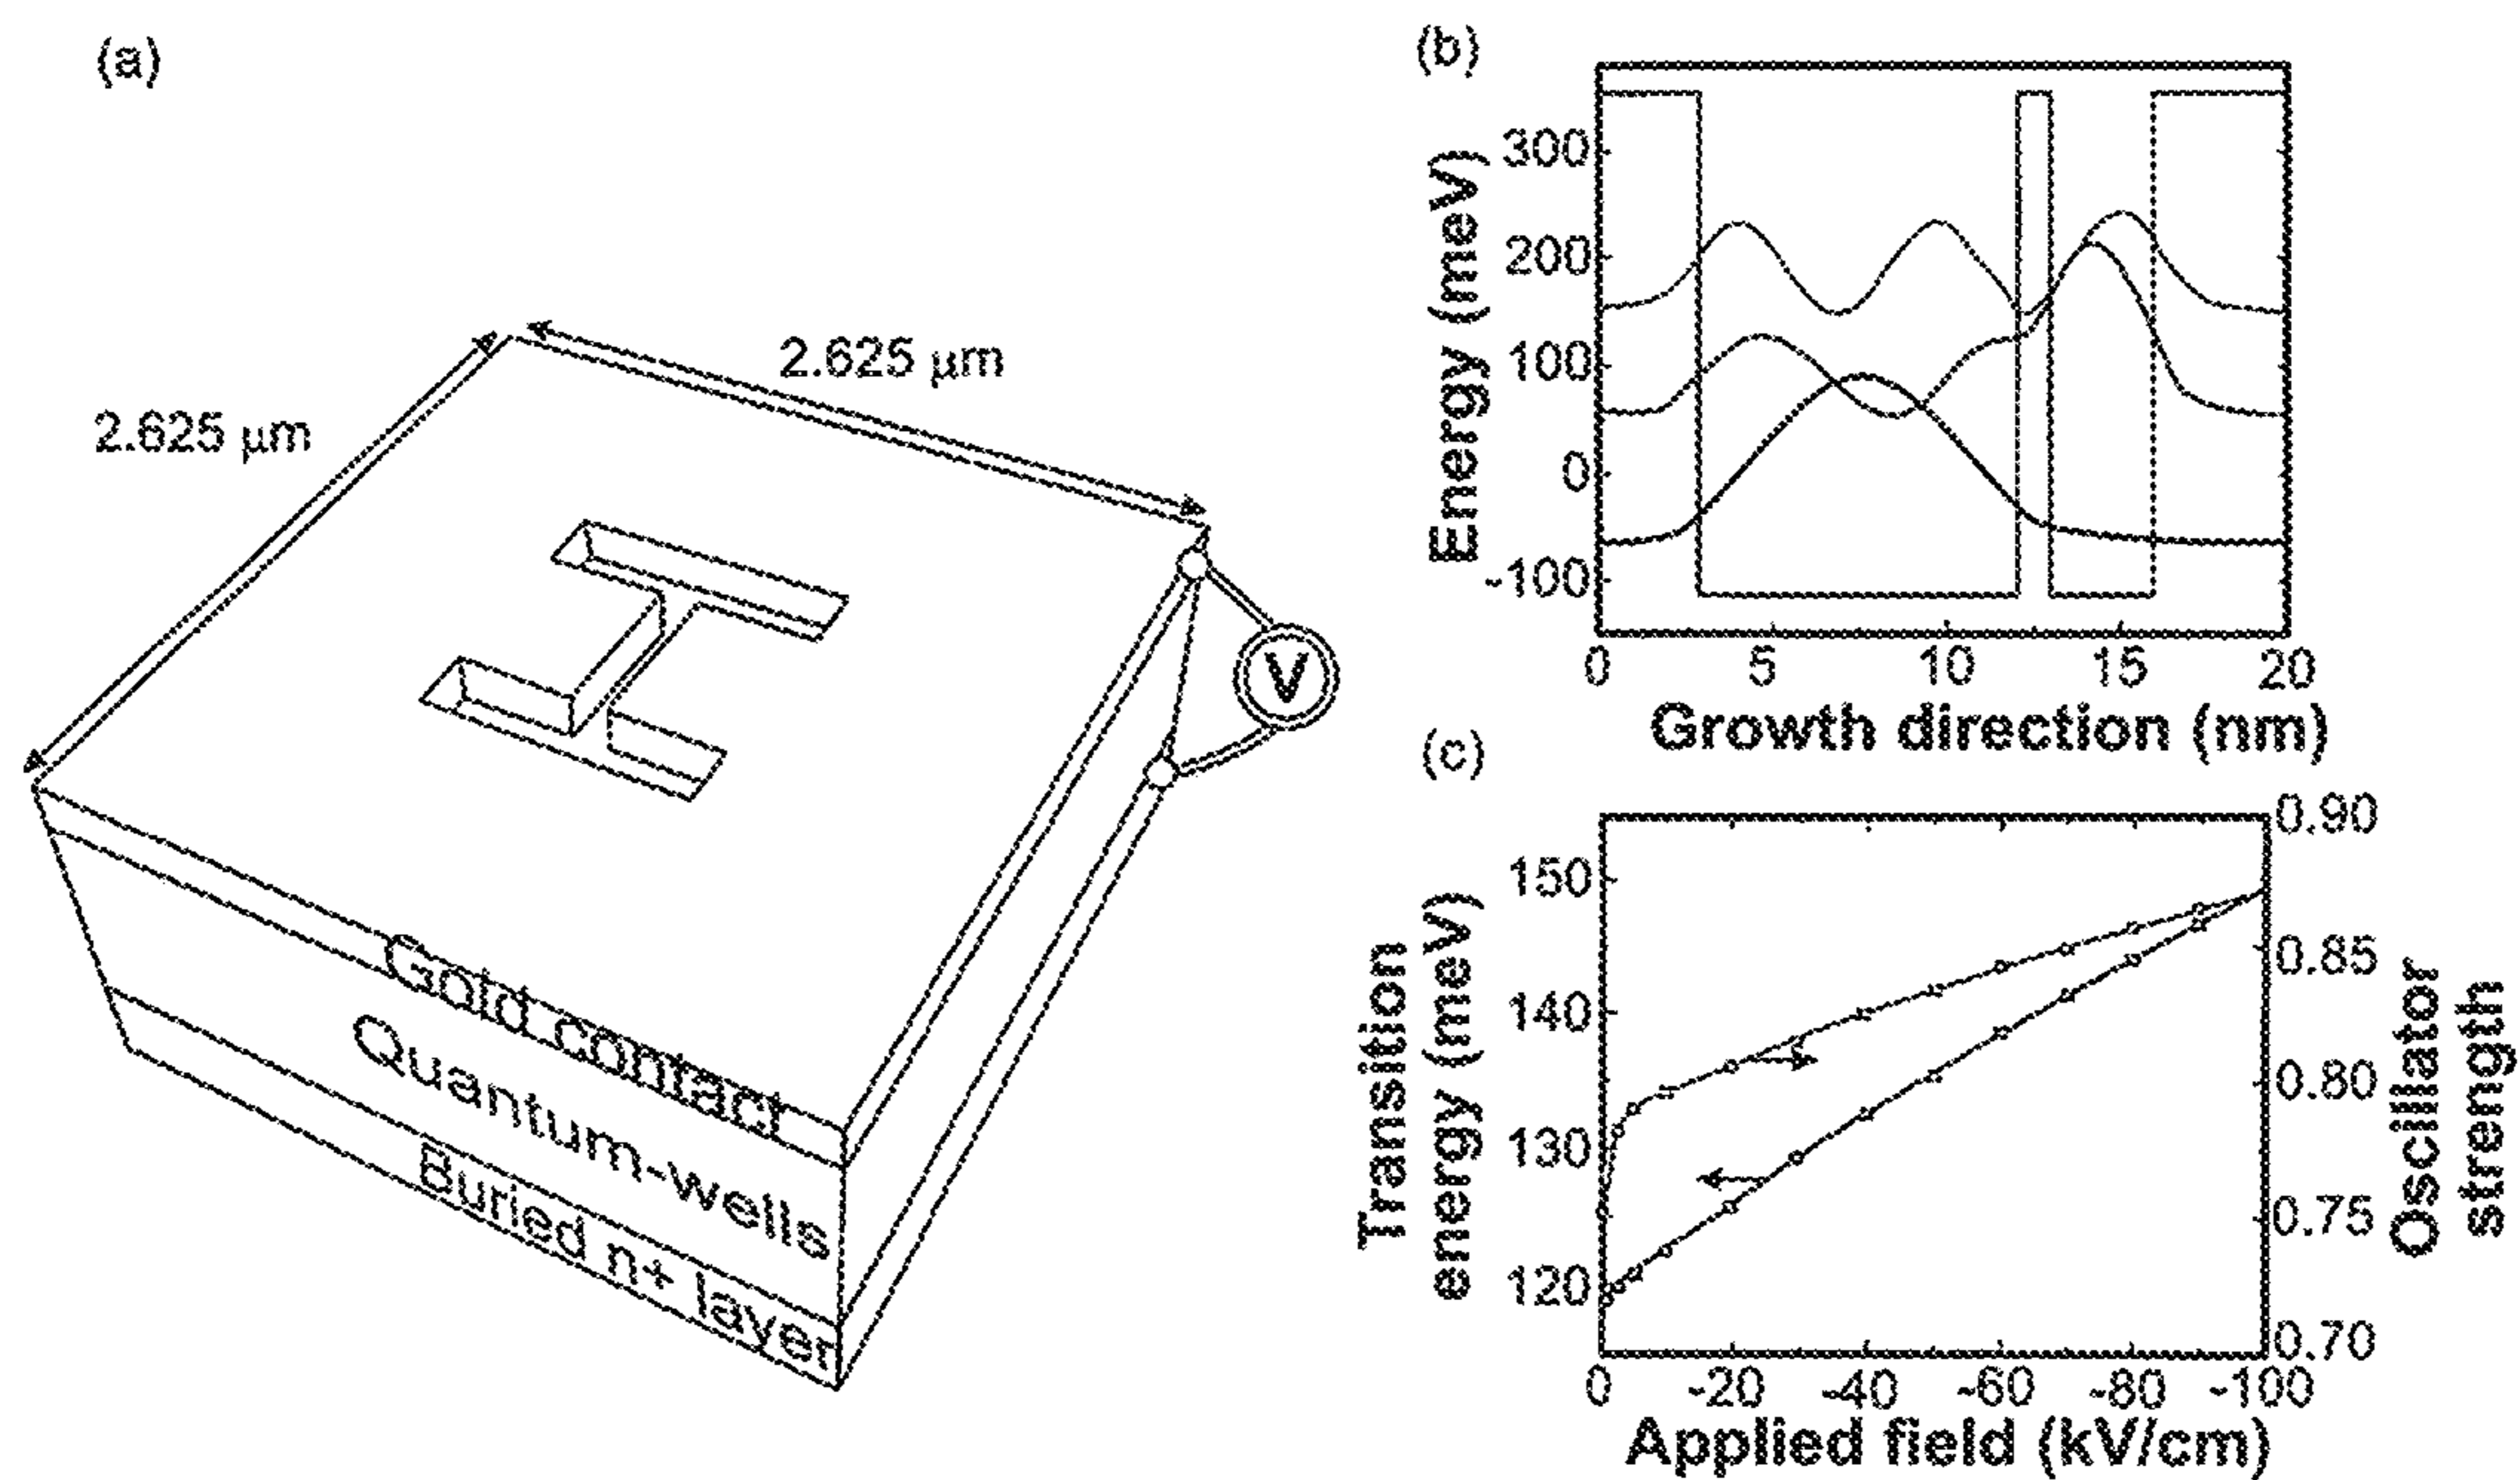 (a)
2.625 μm
2.625 μm
V
Gold contact
Quantum-wells
Buried n+ layer
(b)
Energy (meV)
300
200
100
0
-100
0 5 10 15 20
Growth direction (nm)
(c)
Transition
energy (meV)
150
140
130
120
0.90
0.85
0.80
0.75
0.70
Oscillator
strength
0 -20 -40 -60 -80 -100
Applied field (kV/cm)